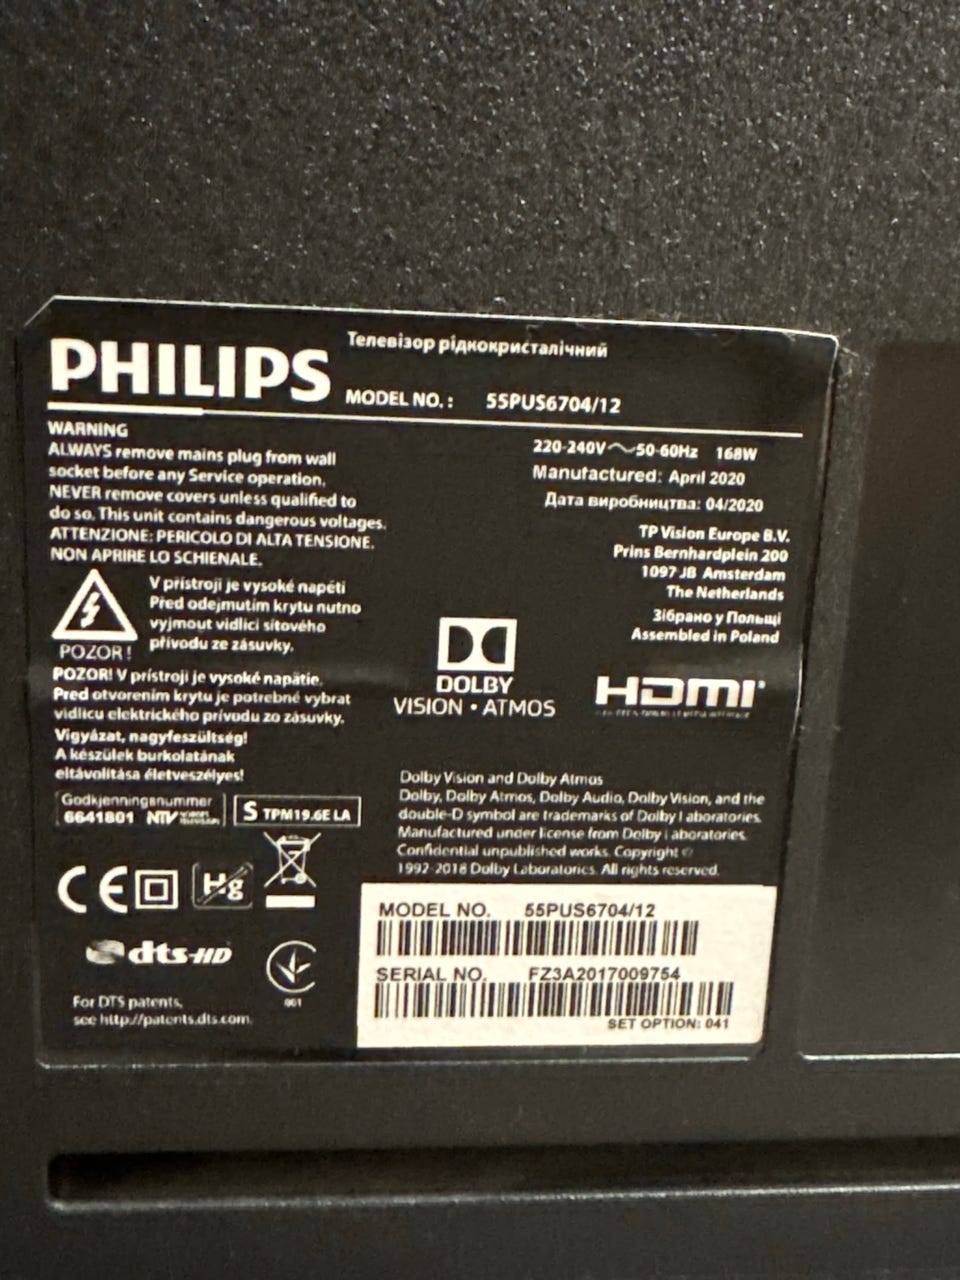 PHILIPS
Телевізор рідкокристалічний
MODEL NO. : 55PUS6704/12
WARNING
ALWAYS remove mains plug from wall
socket before any Service operation.
NEVER remove covers unless qualified to
do so. This unit contains dangerous voltages.
ATTENZIONE: PERICOLO DI ALTA TENSIONE.
NON APRIRE LO SCHIENALE.
V přístroji je vysoké napětí
Před odejmutím krytu nutno
vyjmout vidlici síťového
přívodu ze zásuvky.
POZOR!
POZOR! V prístroji je vysoké napätie.
Pred otvorením krytu je potrebné vybrat
vidlicu elektrického prívodu zo zásuvky.
Vigyázat, nagyfeszültség!
A készülek burkolatának
eltávolitása életveszélyes!
Godkjenningsnummer
6641801 NTV
S TPM19.6E LA
CE
Hg
dts-HD
001
For DTS patents,
see http://patents.dts.com.
220-240V~50-60Hz 168W
Manufactured: April 2020
Дата виробництва: 04/2020
TP Vision Europe B.V.
Prins Bernhardplein 200
1097 JB Amsterdam
The Netherlands
Зібрано у Польщі
Assembled in Poland
DOLBY
VISION • ATMOS
HDMI®
Dolby Vision and Dolby Atmos
Dolby, Dolby Atmos, Dolby Audio, Dolby Vision, and the
double-D symbol are trademarks of Dolby Laboratories.
Manufactured under license from Dolby Laboratories.
Confidential unpublished works. Copyright ©
1992-2018 Dolby Laboratories. All rights reserved.
MODEL NO. 55PUS6704/12
SERIAL NO. FZ3A2017009754
SET OPTION: 041